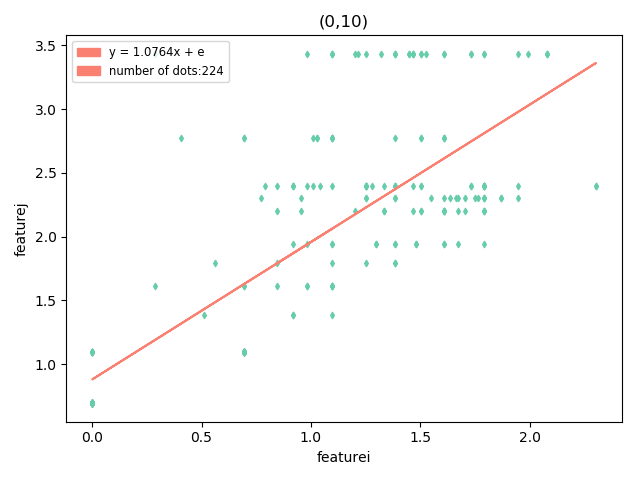 (0,10)
y = 1.0764x + e
number of dots:224
3.5
3.0
2.5
2.0
1.5
1.0
featurej
0.0 0.5 1.0 1.5 2.0
featurei